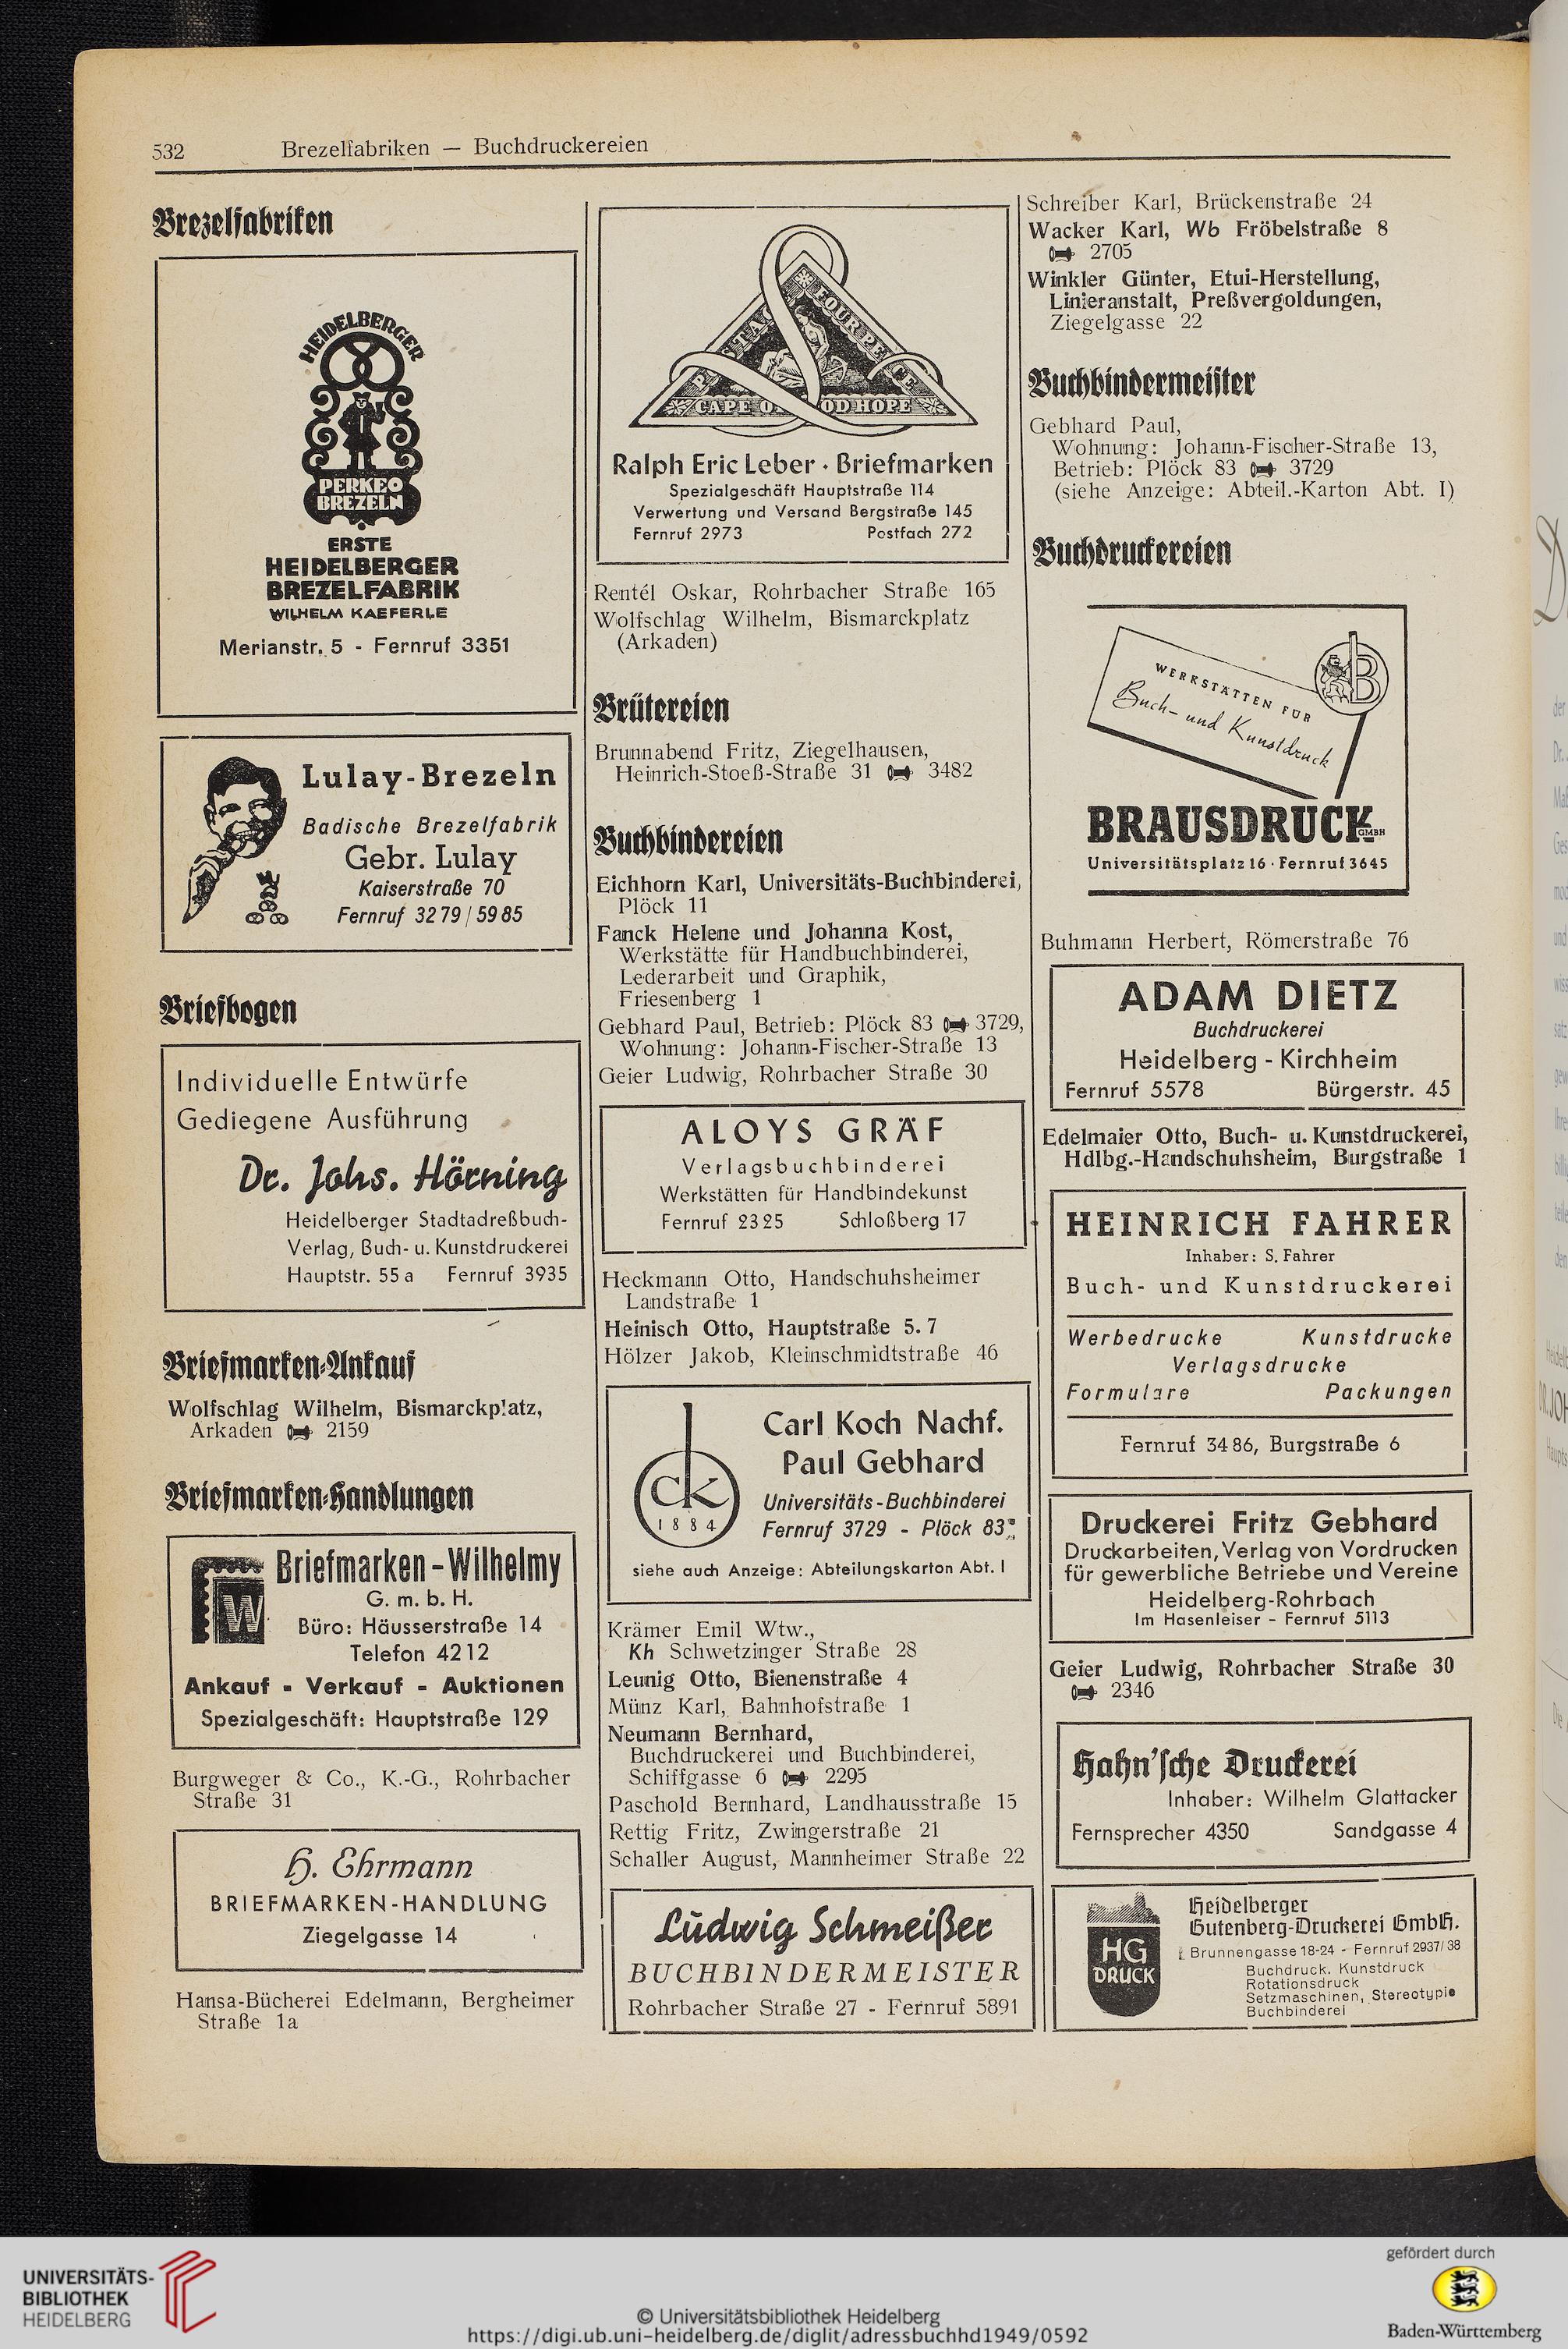 532 Brezelfabriken — Buchdruckereien
Brezelfabriken
HEIDELBERGER
PERKEO
BREZELN
ERSTE
HEIDELBERGER
BREZELFABRIK
WILHELM KAEFERLE
Merianstr. 5 - Fernruf 3351
Lulay-Brezeln
Badische Brezelfabrik
Gebr. Lulay
Kaiserstraße 70
Fernruf 3279/5985
Briefbogen
Individuelle Entwürfe
Gediegene Ausführung
Dr. Johs. Hörning
Heidelberger Stadtadreßbuch-
Verlag, Buch- u. Kunstdruckerei
Hauptstr. 55a Fernruf 3935
Briefmarken-Ankauf
Wolfschlag Wilhelm, Bismarckplatz,
Arkaden 2159
Briefmarken-Handlungen
W
Briefmarken-Wilhelmy
G. m. b. H.
Büro: Häusserstraße 14
Telefon 4212
Ankauf - Verkauf - Auktionen
Spezialgeschäft: Hauptstraße 129
Burgweger & Co., K.-G., Rohrbacher
Straße 31
H. Ehrmann
BRIEFMARKEN-HANDLUNG
Ziegelgasse 14
Hansa-Bücherei Edelmann, Bergheimer
Straße 1a
POSTAGE FOUR PENCE
CAPE OF GOOD HOPE
Ralph Eric Leber · Briefmarken
Spezialgeschäft Hauptstraße 114
Verwertung und Versand Bergstraße 145
Fernruf 2973 Postfach 272
Rentél Oskar, Rohrbacher Straße 165
Wolfschlag Wilhelm, Bismarckplatz
(Arkaden)
Brütereien
Brunnabend Fritz, Ziegelhausen,
Heinrich-Stoeß-Straße 31 3482
Buchbindereien
Eichhorn Karl, Universitäts-Buchbinderei,
Plöck 11
Fanck Helene und Johanna Kost,
Werkstätte für Handbuchbinderei,
Lederarbeit und Graphik,
Friesenberg 1
Gebhard Paul, Betrieb: Plöck 83 3729,
Wohnung: Johann-Fischer-Straße 13
Geier Ludwig, Rohrbacher Straße 30
ALOYS GRÄF
Verlagsbuchbinderei
Werkstätten für Handbindekunst
Fernruf 2325 Schloßberg 17
Heckmann Otto, Handschuhsheimer
Landstraße 1
Heinisch Otto, Hauptstraße 5. 7
Hölzer Jakob, Kleinschmidtstraße 46
CK
1884
Carl Koch Nachf.
Paul Gebhard
Universitäts-Buchbinderei
Fernruf 3729 - Plöck 83
siehe auch Anzeige: Abteilungskarton Abt. I
Krämer Emil Wtw.,
Kh Schwetzinger Straße 28
Leunig Otto, Bienenstraße 4
Münz Karl, Bahnhofstraße 1
Neumann Bernhard,
Buchdruckerei und Buchbinderei,
Schiffgasse 6 2295
Paschold Bernhard, Landhausstraße 15
Rettig Fritz, Zwingerstraße 21
Schaller August, Mannheimer Straße 22
Ludwig Schmeißer
BUCHBINDERMEISTER
Rohrbacher Straße 27 - Fernruf 5891
Schreiber Karl, Brückenstraße 24
Wacker Karl, Wb Fröbelstraße 8
2705
Winkler Günter, Etui-Herstellung,
Linieranstalt, Preßvergoldungen,
Ziegelgasse 22
Buchbindermeister
Gebhard Paul,
Wohnung: Johann-Fischer-Straße 13,
Betrieb: Plöck 83 3729
(siehe Anzeige: Abteil.-Karton Abt. I)
Buchdruckereien
B
WERKSTÄTTEN FÜR
Buch- und Kunstdruck
BRAUSDRUCK GMBH
Universitätsplatz 16 · Fernruf 3645
Buhmann Herbert, Römerstraße 76
ADAM DIETZ
Buchdruckerei
Heidelberg - Kirchheim
Fernruf 5578 Bürgerstr. 45
Edelmaier Otto, Buch- u. Kunstdruckerei,
Hdlbg.-Handschuhsheim, Burgstraße 1
HEINRICH FAHRER
Inhaber: S. Fahrer
Buch- und Kunstdruckerei
Werbedrucke Kunstdrucke
Verlagsdrucke
Formulare Packungen
Fernruf 3486, Burgstraße 6
Druckerei Fritz Gebhard
Druckarbeiten, Verlag von Vordrucken
für gewerbliche Betriebe und Vereine
Heidelberg-Rohrbach
Im Hasenleiser - Fernruf 5113
Geier Ludwig, Rohrbacher Straße 30
2346
Hahn'sche Druckerei
Inhaber: Wilhelm Glattacker
Fernsprecher 4350 Sandgasse 4
HG
DRUCK
Heidelberger
Gutenberg-Druckerei GmbH.
Brunnengasse 18-24 - Fernruf 2937/38
Buchdruck, Kunstdruck
Rotationsdruck
Setzmaschinen, Stereotypie
Buchbinderei
UNIVERSITÄTS-
BIBLIOTHEK
HEIDELBERG
© Universitätsbibliothek Heidelberg
https://digi.ub.uni-heidelberg.de/diglit/adressbuchhd1949/0592
gefördert durch
Baden-Württemberg